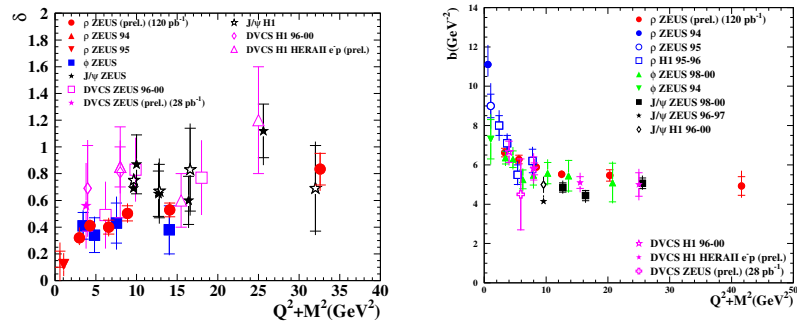 δ
2
1.8
1.6
1.4
1.2
1
0.8
0.6
0.4
0.2
0
0 5 10 15 20 25 30 35 40
Q²+M²(GeV²)
ρ ZEUS (prel.) (120 pb⁻¹)
ρ ZEUS 94
ρ ZEUS 95
φ ZEUS
J/ψ ZEUS
DVCS ZEUS 96-00
DVCS ZEUS (prel.) (28 pb⁻¹)
J/ψ H1
DVCS H1 96-00
DVCS H1 HERAII e⁻p (prel.)
b(GeV⁻²)
14
12
10
8
6
4
2
0
0 10 20 30 40 50
Q²+M²(GeV²)
ρ ZEUS (prel.) (120 pb⁻¹)
ρ ZEUS 94
ρ ZEUS 95
ρ H1 95-96
φ ZEUS 98-00
φ ZEUS 94
J/ψ ZEUS 98-00
J/ψ ZEUS 96-97
J/ψ H1 96-00
DVCS H1 96-00
DVCS H1 HERAII e⁻p (prel.)
DVCS ZEUS (prel.) (28 pb⁻¹)